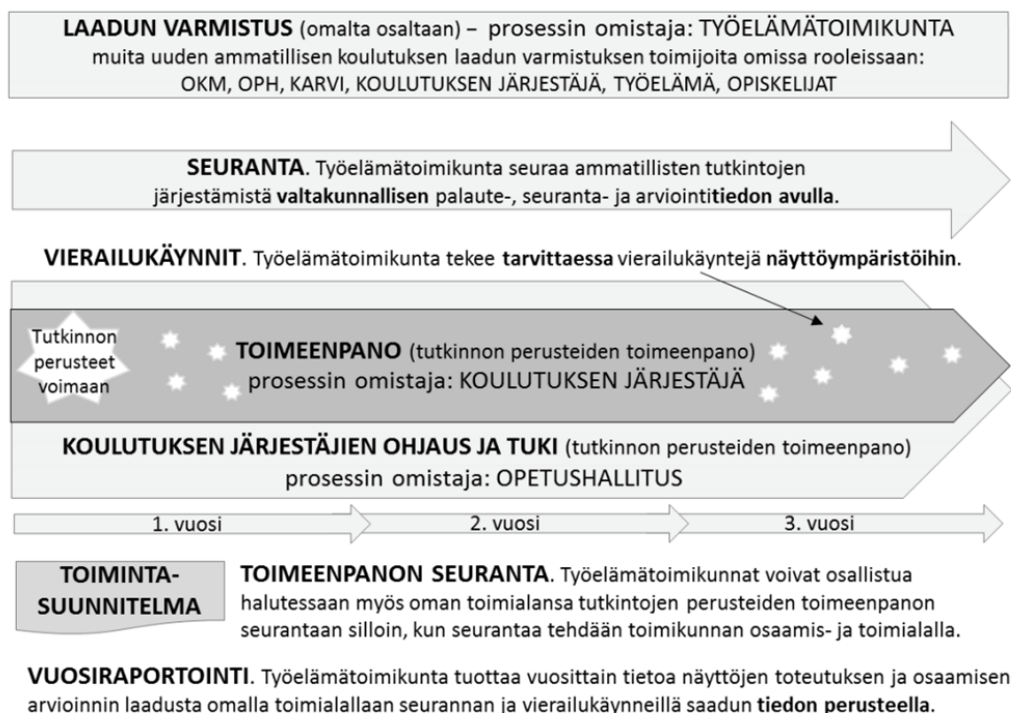 LAADUN VARMISTUS (omalta osaltaan) – prosessin omistaja: TYÖELÄMÄTOIMIKUNTA
muita uuden ammatillisen koulutuksen laadun varmistuksen toimijoita omissa rooleissaan:
OKM, OPH, KARVI, KOULUTUKSEN JÄRJESTÄJÄ, TYÖELÄMÄ, OPISKELIJAT
SEURANTA. Työelämätoimikunta seuraa ammatillisten tutkintojen
järjestämistä valtakunnallisen palaute-, seuranta- ja arviointitiedon avulla.
VIERAILUKÄYNNIT. Työelämätoimikunta tekee tarvittaessa vierailukäyntejä näyttöympäristöihin.
Tutkinnon
perusteet
voimaan
TOIMEENPANO (tutkinnon perusteiden toimeenpano)
prosessin omistaja: KOULUTUKSEN JÄRJESTÄJÄ
KOULUTUKSEN JÄRJESTÄJIEN OHJAUS JA TUKI (tutkinnon perusteiden toimeenpano)
prosessin omistaja: OPETUSHALLITUS
1. vuosi
2. vuosi
3. vuosi
TOIMINTA-
SUUNNITELMA
TOIMEENPANON SEURANTA. Työelämätoimikunnat voivat osallistua
halutessaan myös oman toimialansa tutkintojen perusteiden toimeenpanon
seurantaan silloin, kun seurantaa tehdään toimikunnan osaamis- ja toimialalla.
VUOSIRAPORTOINTI. Työelämätoimikunta tuottaa vuosittain tietoa näyttöjen toteutuksen ja osaamisen
arvioinnin laadusta omalla toimialallaan seurannan ja vierailukäynneillä saadun tiedon perusteella.